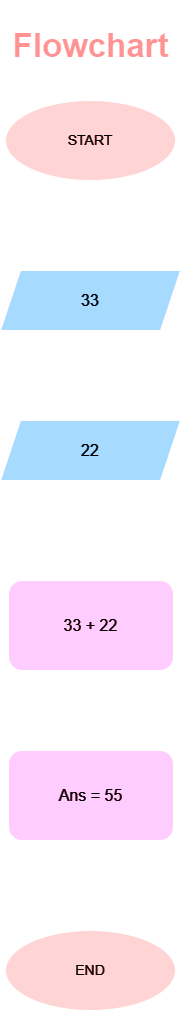 Flowchart
START
33
22
33 + 22
Ans = 55
END